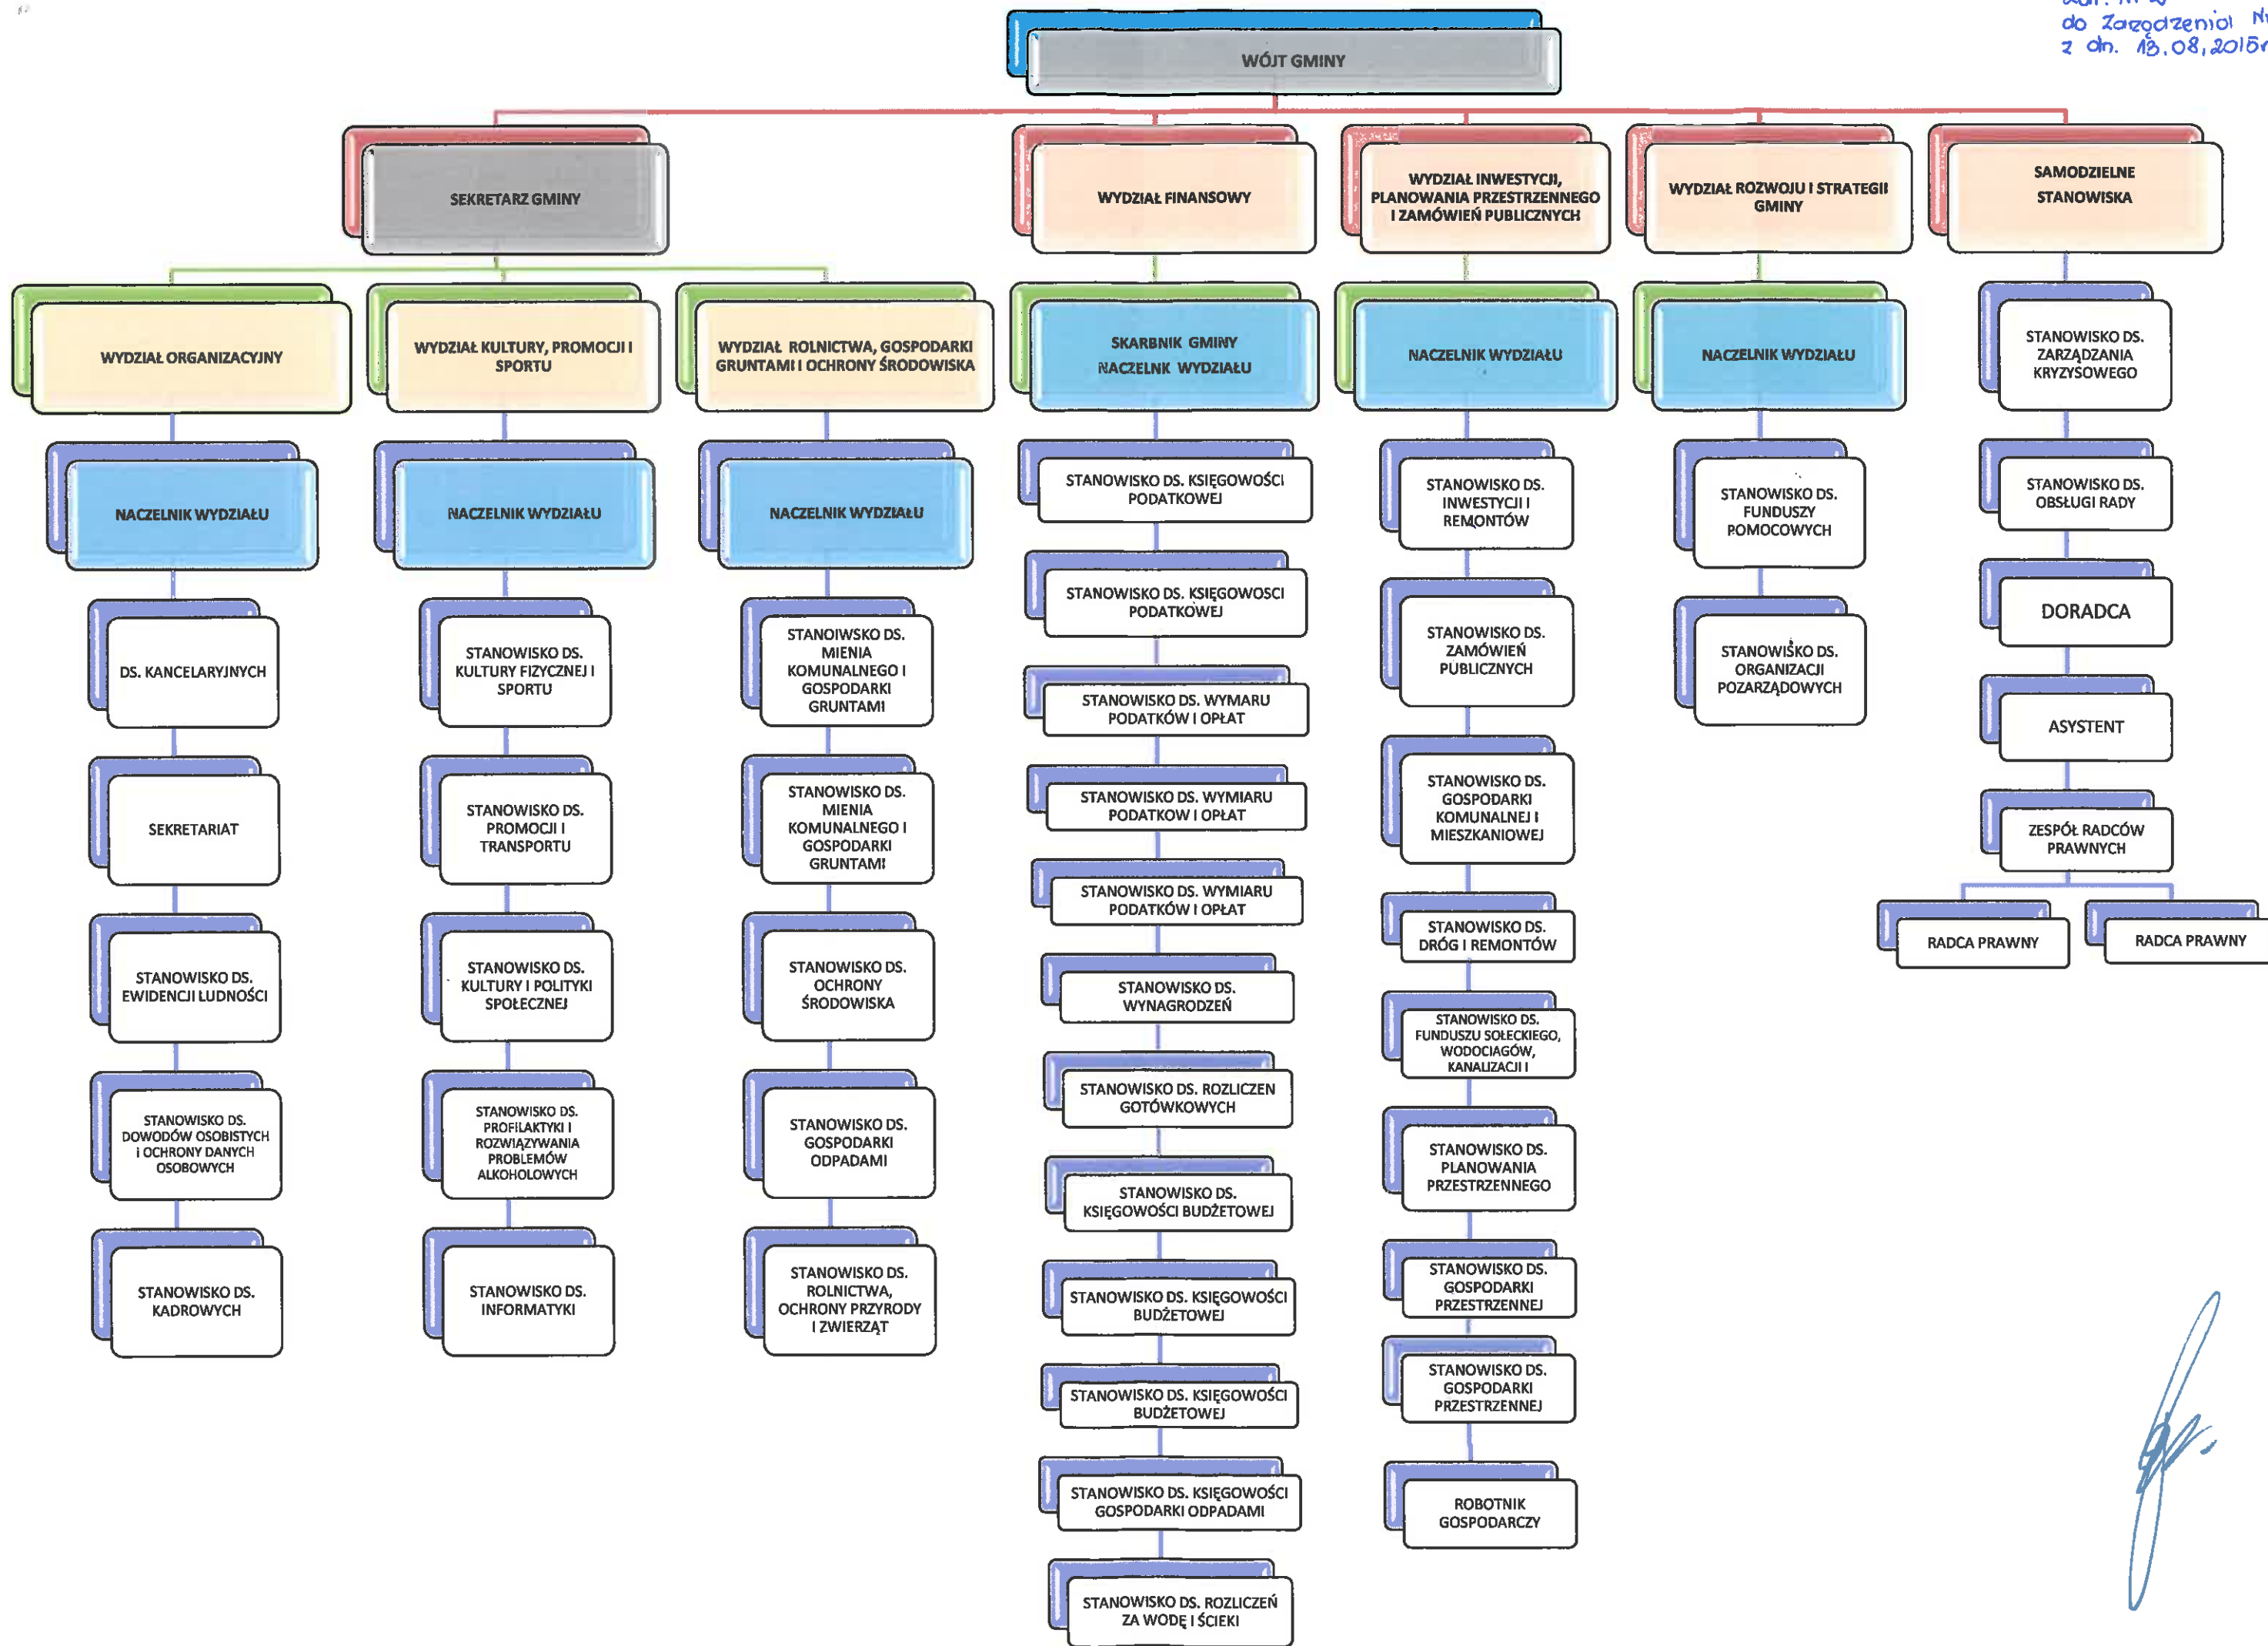 do Zarządzenia Nr
z dn. 13.08.2015r
WÓJT GMINY
SEKRETARZ GMINY
WYDZIAŁ FINANSOWY
WYDZIAŁ INWESTYCJI,
PLANOWANIA PRZESTRZENNEGO
I ZAMÓWIEŃ PUBLICZNYCH
WYDZIAŁ ROZWOJU I STRATEGII
GMINY
SAMODZIELNE
STANOWISKA
WYDZIAŁ ORGANIZACYJNY
WYDZIAŁ KULTURY, PROMOCJI I
SPORTU
WYDZIAŁ ROLNICTWA, GOSPODARKI
GRUNTAMI I OCHRONY ŚRODOWISKA
SKARBNIK GMINY
NACZELNK WYDZIAŁU
NACZELNIK WYDZIAŁU
NACZELNIK WYDZIAŁU
STANOWISKO DS.
ZARZĄDZANIA
KRYZYSOWEGO
NACZELNIK WYDZIAŁU
DS. KANCELARYJNYCH
SEKRETARIAT
STANOWISKO DS.
EWIDENCJI LUDNOŚCI
STANOWISKO DS.
DOWODÓW OSOBISTYCH
I OCHRONY DANYCH
OSOBOWYCH
STANOWISKO DS.
KADROWYCH
NACZELNIK WYDZIAŁU
STANOWISKO DS.
KULTURY FIZYCZNEJ I
SPORTU
STANOWISKO DS.
PROMOCJI I
TRANSPORTU
STANOWISKO DS.
KULTURY I POLITYKI
SPOŁECZNEJ
STANOWISKO DS.
PROFILAKTYKI I
ROZWIĄZYWANIA
PROBLEMÓW
ALKOHOLOWYCH
STANOWISKO DS.
INFORMATYKI
NACZELNIK WYDZIAŁU
STANOIWSKO DS.
MIENIA
KOMUNALNEGO I
GOSPODARKI
GRUNTAMI
STANOWISKO DS.
MIENIA
KOMUNALNEGO I
GOSPODARKI
GRUNTAMI
STANOWISKO DS.
OCHRONY
ŚRODOWISKA
STANOWISKO DS.
GOSPODARKI
ODPADAMI
STANOWISKO DS.
ROLNICTWA,
OCHRONY PRZYRODY
I ZWIERZĄT
STANOWISKO DS. KSIĘGOWOŚCI
PODATKOWEJ
STANOWISKO DS. KSIĘGOWOSCI
PODATKOWEJ
STANOWISKO DS. WYMARU
PODATKÓW I OPŁAT
STANOWISKO DS. WYMIARU
PODATKOW I OPŁAT
STANOWISKO DS. WYMIARU
PODATKÓW I OPŁAT
STANOWISKO DS.
WYNAGRODZEŃ
STANOWISKO DS. ROZLICZEN
GOTÓWKOWYCH
STANOWISKO DS.
KSIĘGOWOŚCI BUDŻETOWEJ
STANOWISKO DS. KSIĘGOWOŚCI
BUDŻETOWEJ
STANOWISKO DS. KSIĘGOWOŚCI
BUDŻETOWEJ
STANOWISKO DS. KSIĘGOWOŚCI
GOSPODARKI ODPADAMI
STANOWISKO DS. ROZLICZEŃ
ZA WODĘ I ŚCIEKI
STANOWISKO DS.
INWESTYCJI I
REMONTÓW
STANOWISKO DS.
ZAMÓWIEŃ
PUBLICZNYCH
STANOWISKO DS.
GOSPODARKI
KOMUNALNEJ I
MIESZKANIOWEJ
STANOWISKO DS.
DRÓG I REMONTÓW
STANOWISKO DS.
FUNDUSZU SOŁECKIEGO,
WODOCIAGÓW,
KANALIZACJI I
STANOWISKO DS.
PLANOWANIA
PRZESTRZENNEGO
STANOWISKO DS.
GOSPODARKI
PRZESTRZENNEJ
STANOWISKO DS.
GOSPODARKI
PRZESTRZENNEJ
ROBOTNIK
GOSPODARCZY
STANOWISKO DS.
FUNDUSZY
POMOCOWYCH
STANOWISKO DS.
ORGANIZACJI
POZARZĄDOWYCH
STANOWISKO DS.
OBSŁUGI RADY
DORADCA
ASYSTENT
ZESPÓŁ RADCÓW
PRAWNYCH
RADCA PRAWNY
RADCA PRAWNY